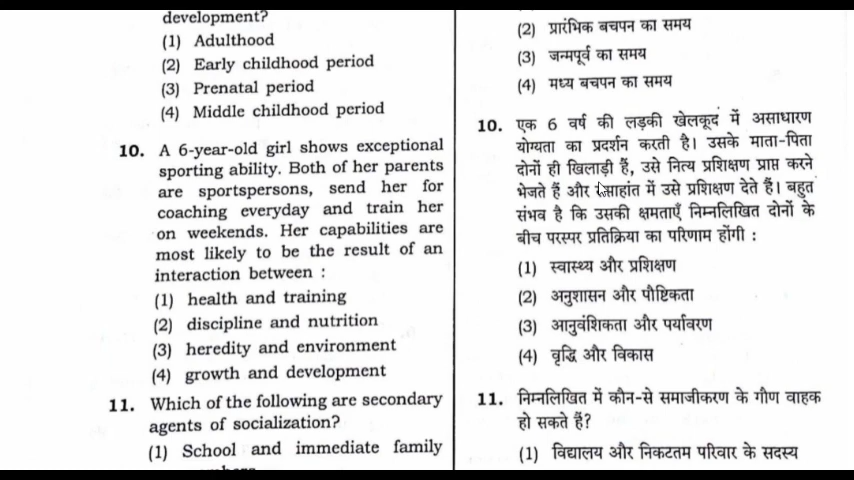 development?
(1) Adulthood
(2) Early childhood period
(3) Prenatal period
(4) Middle childhood period
10. A 6-year-old girl shows exceptional
sporting ability. Both of her parents
are sportspersons, send her for
coaching everyday and train her
on weekends. Her capabilities are
most likely to be the result of an
interaction between :
(1) health and training
(2) discipline and nutrition
(3) heredity and environment
(4) growth and development
11. Which of the following are secondary
agents of socialization?
(1) School and immediate family
(2) प्रारंभिक बचपन का समय
(3) जन्मपूर्व का समय
(4) मध्य बचपन का समय
10. एक 6 वर्ष की लड़की खेलकूद में असाधारण
योग्यता का प्रदर्शन करती है। उसके माता-पिता
दोनों ही खिलाड़ी हैं, उसे नित्य प्रशिक्षण प्राप्त करने
भेजते हैं और में उसे प्रशिक्षण देते हैं। बहुत
संभव है कि उसकी क्षमताएँ निम्नलिखित दोनों के
बीच परस्पर प्रतिक्रिया का परिणाम होंगी :
(1) स्वास्थ्य और प्रशिक्षण
(2) अनुशासन और पौष्टिकता
(3) आनुवंशिकता और पर्यावरण
(4) वृद्धि और विकास
11. निम्नलिखित में कौन-से समाजीकरण के गौण वाहक
हो सकते हैं?
(1) विद्यालय और निकटतम परिवार के सदस्य